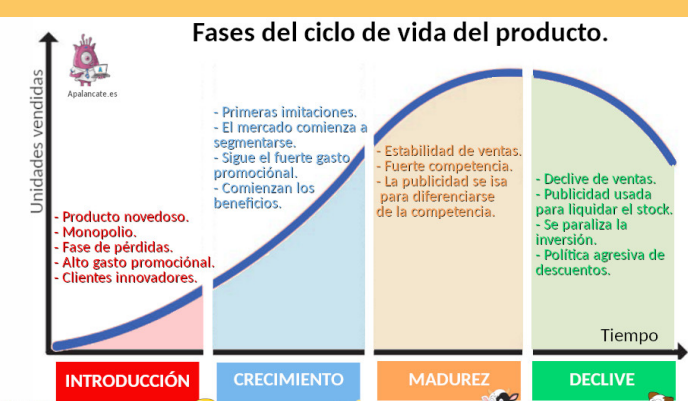 Fases del ciclo de vida del producto.
Apalancate.es
Unidades vendidas
- Producto novedoso.
- Monopolio.
- Fase de pérdidas.
- Alto gasto promociónal.
- Clientes innovadores.
- Primeras imitaciones.
- El mercado comienza a
segmentarse.
- Sigue el fuerte gasto
promociónal.
- Comienzan los
beneficios.
- Estabilidad de ventas.
- Fuerte competencia.
- La publicidad se isa
para diferenciarse
de la competencia.
- Declive de ventas.
- Publicidad usada
para liquidar el stock.
- Se paraliza la
inversión.
- Política agresiva de
descuentos.
Tiempo
INTRODUCCIÓN
CRECIMIENTO
MADUREZ
DECLIVE